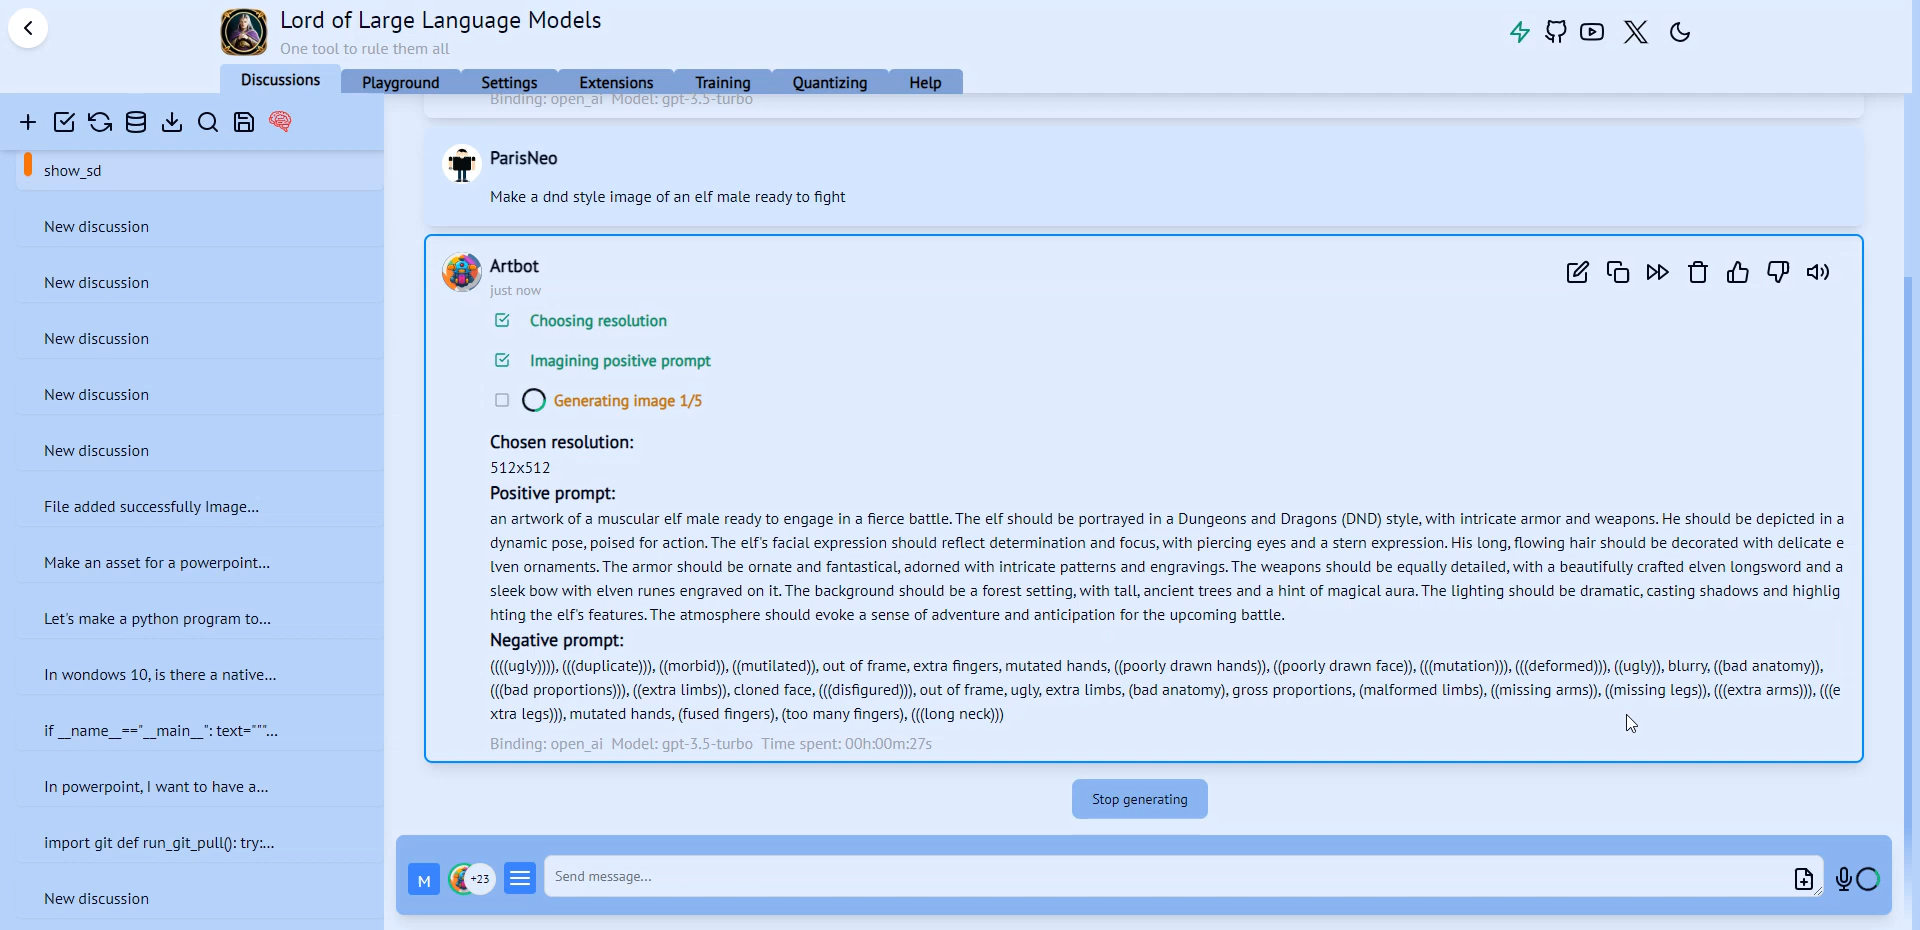 Lord of Large Language Models
One tool to rule them all
Discussions Playground Settings Extensions Training Quantizing Help
show_sd
New discussion
New discussion
New discussion
New discussion
New discussion
File added successfully Image...
Make an asset for a powerpoint...
Let's make a python program to...
In wondows 10, is there a native...
if __name__=="__main__": text="""...
In powerpoint, I want to have a...
import git def run_git_pull(): try:...
New discussion
Binding: open_ai Model: gpt-3.5-turbo
ParisNeo
Make a dnd style image of an elf male ready to fight
Artbot
just now
Choosing resolution
Imagining positive prompt
Generating image 1/5
Chosen resolution:
512x512
Positive prompt:
an artwork of a muscular elf male ready to engage in a fierce battle. The elf should be portrayed in a Dungeons and Dragons (DND) style, with intricate armor and weapons. He should be depicted in a
dynamic pose, poised for action. The elf's facial expression should reflect determination and focus, with piercing eyes and a stern expression. His long, flowing hair should be decorated with delicate e
lven ornaments. The armor should be ornate and fantastical, adorned with intricate patterns and engravings. The weapons should be equally detailed, with a beautifully crafted elven longsword and a
sleek bow with elven runes engraved on it. The background should be a forest setting, with tall, ancient trees and a hint of magical aura. The lighting should be dramatic, casting shadows and highlig
hting the elf's features. The atmosphere should evoke a sense of adventure and anticipation for the upcoming battle.
Negative prompt:
((((ugly)))), (((duplicate))), ((morbid)), ((mutilated)), out of frame, extra fingers, mutated hands, ((poorly drawn hands)), ((poorly drawn face)), (((mutation))), (((deformed))), ((ugly)), blurry, ((bad anatomy)),
(((bad proportions))), ((extra limbs)), cloned face, (((disfigured))), out of frame, ugly, extra limbs, (bad anatomy), gross proportions, (malformed limbs), ((missing arms)), ((missing legs)), (((extra arms))), (((e
xtra legs))), mutated hands, (fused fingers), (too many fingers), (((long neck)))
Binding: open_ai Model: gpt-3.5-turbo Time spent: 00h:00m:27s
Stop generating
M +23 Send message...